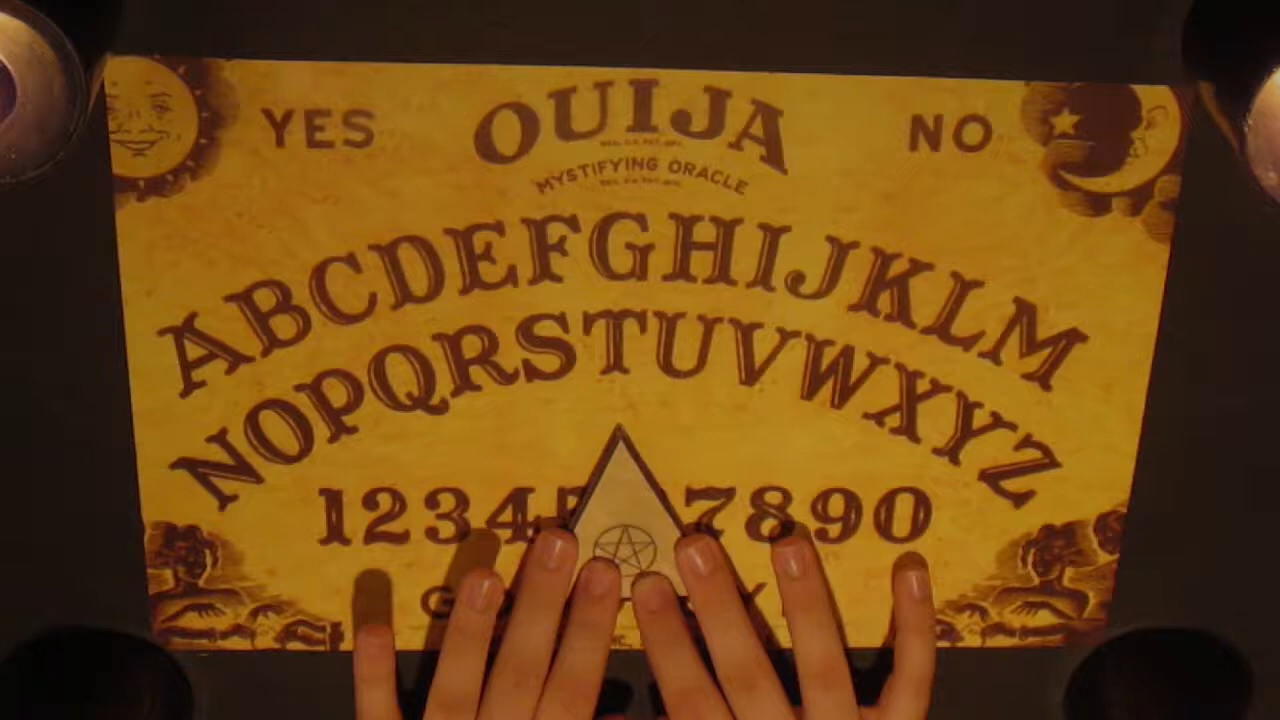 YES
OUIJA
NO
MYSTIFYING ORACLE
ABCDEFGHIJKLM
NOPQRSTUVWXYZ
1234 7890